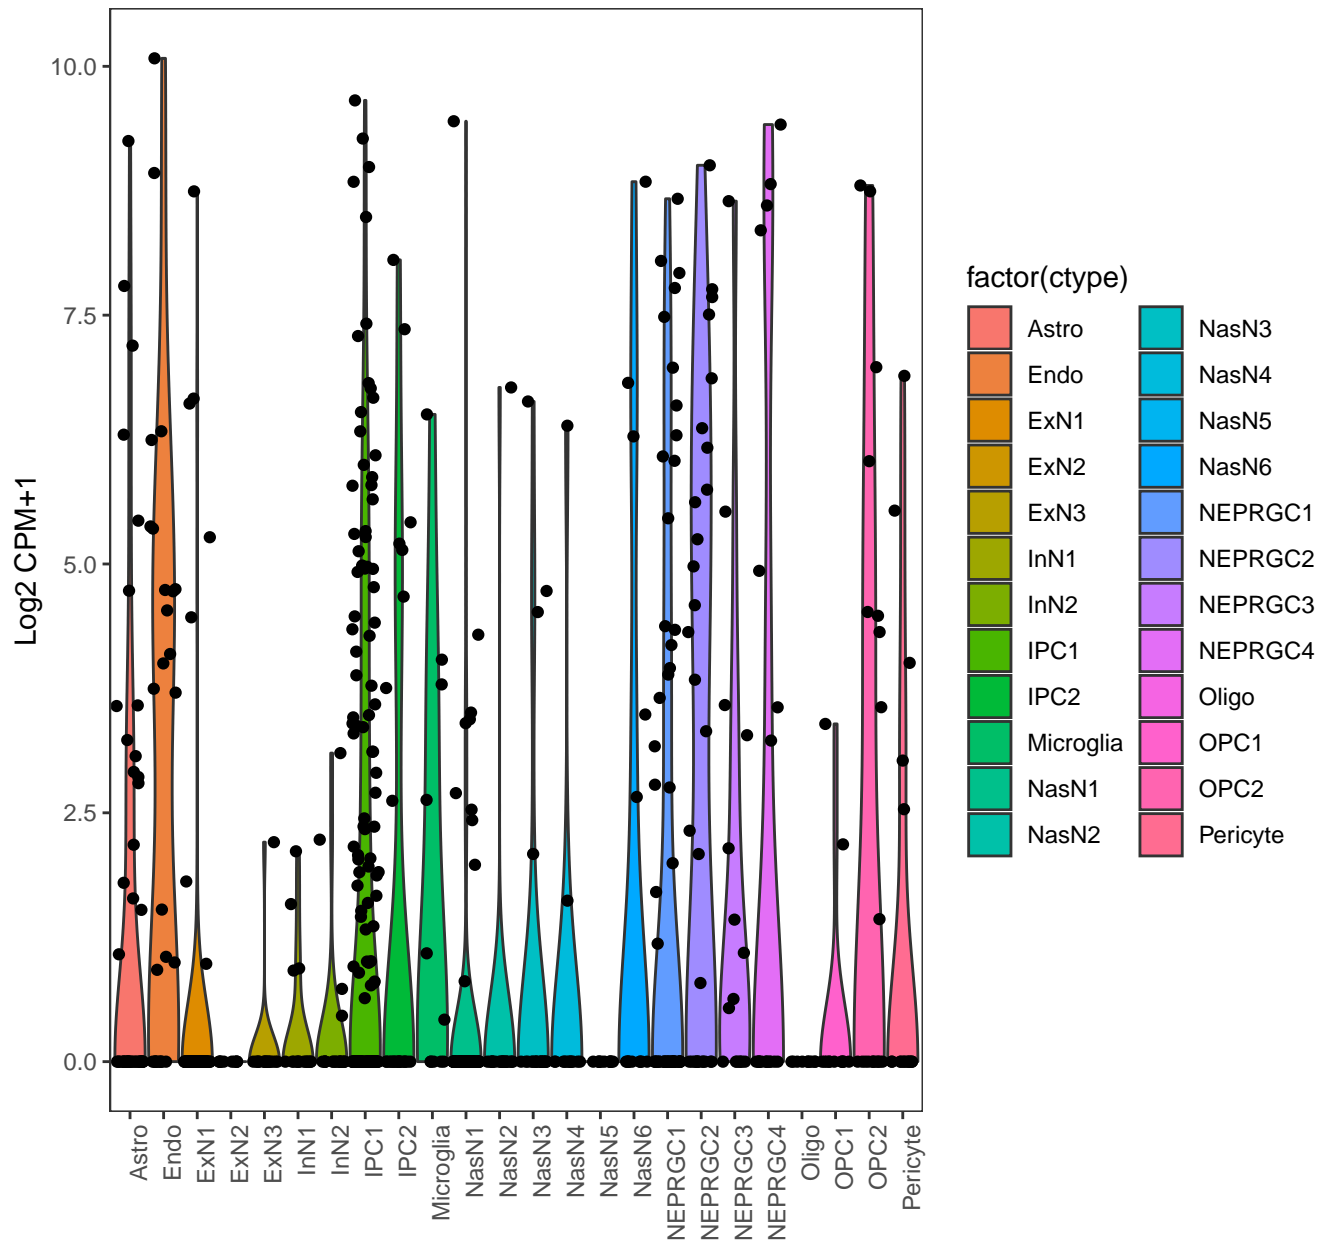 10.0
7.5
5.0
2.5
0.0
Log2 CPM+1
Astro
Endo
ExN1
ExN2
ExN3
InN1
InN2
IPC1
IPC2
Microglia
NasN1
NasN2
NasN3
NasN4
NasN5
NasN6
NEPRGC1
NEPRGC2
NEPRGC3
NEPRGC4
Oligo
OPC1
OPC2
Pericyte
factor(ctype)
Astro
Endo
ExN1
ExN2
ExN3
InN1
InN2
IPC1
IPC2
Microglia
NasN1
NasN2
NasN3
NasN4
NasN5
NasN6
NEPRGC1
NEPRGC2
NEPRGC3
NEPRGC4
Oligo
OPC1
OPC2
Pericyte